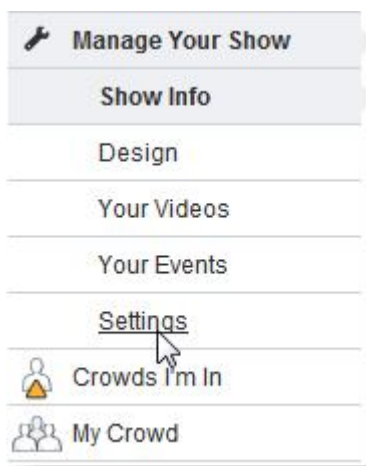 Manage Your Show
Show Info
Design
Your Videos
Your Events
Settings
Crowds I'm In
My Crowd